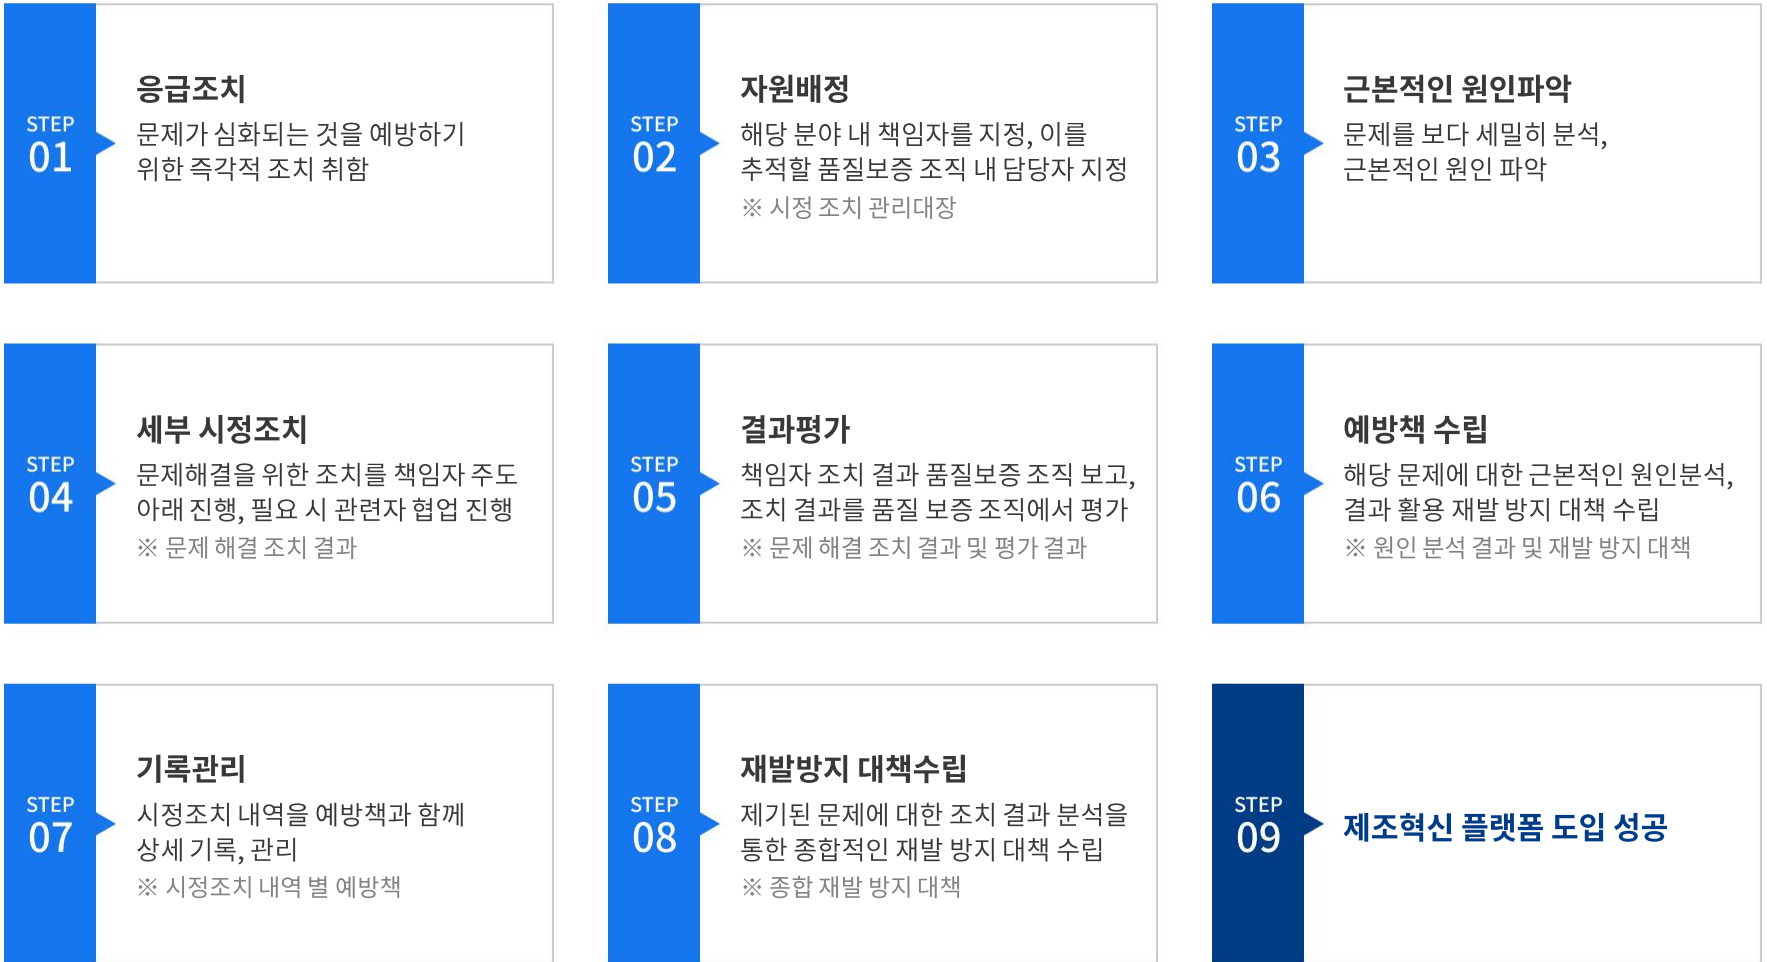 STEP
01
응급조치
문제가 심화되는 것을 예방하기
위한 즉각적 조치 취함
STEP
02
자원배정
해당 분야 내 책임자를 지정, 이를
추적할 품질보증 조직 내 담당자 지정
※ 시정 조치 관리대장
STEP
03
근본적인 원인파악
문제를 보다 세밀히 분석,
근본적인 원인 파악
STEP
04
세부 시정조치
문제해결을 위한 조치를 책임자 주도
아래 진행, 필요 시 관련자 협업 진행
※ 문제 해결 조치 결과
STEP
05
결과평가
책임자 조치 결과 품질보증 조직 보고,
조치 결과를 품질 보증 조직에서 평가
※ 문제 해결 조치 결과 및 평가 결과
STEP
06
예방책 수립
해당 문제에 대한 근본적인 원인분석,
결과 활용 재발 방지 대책 수립
※ 원인 분석 결과 및 재발 방지 대책
STEP
07
기록관리
시정조치 내역을 예방책과 함께
상세 기록, 관리
※ 시정조치 내역 별 예방책
STEP
08
재발방지 대책수립
제기된 문제에 대한 조치 결과 분석을
통한 종합적인 재발 방지 대책 수립
※ 종합 재발 방지 대책
STEP
09
제조혁신 플랫폼 도입 성공